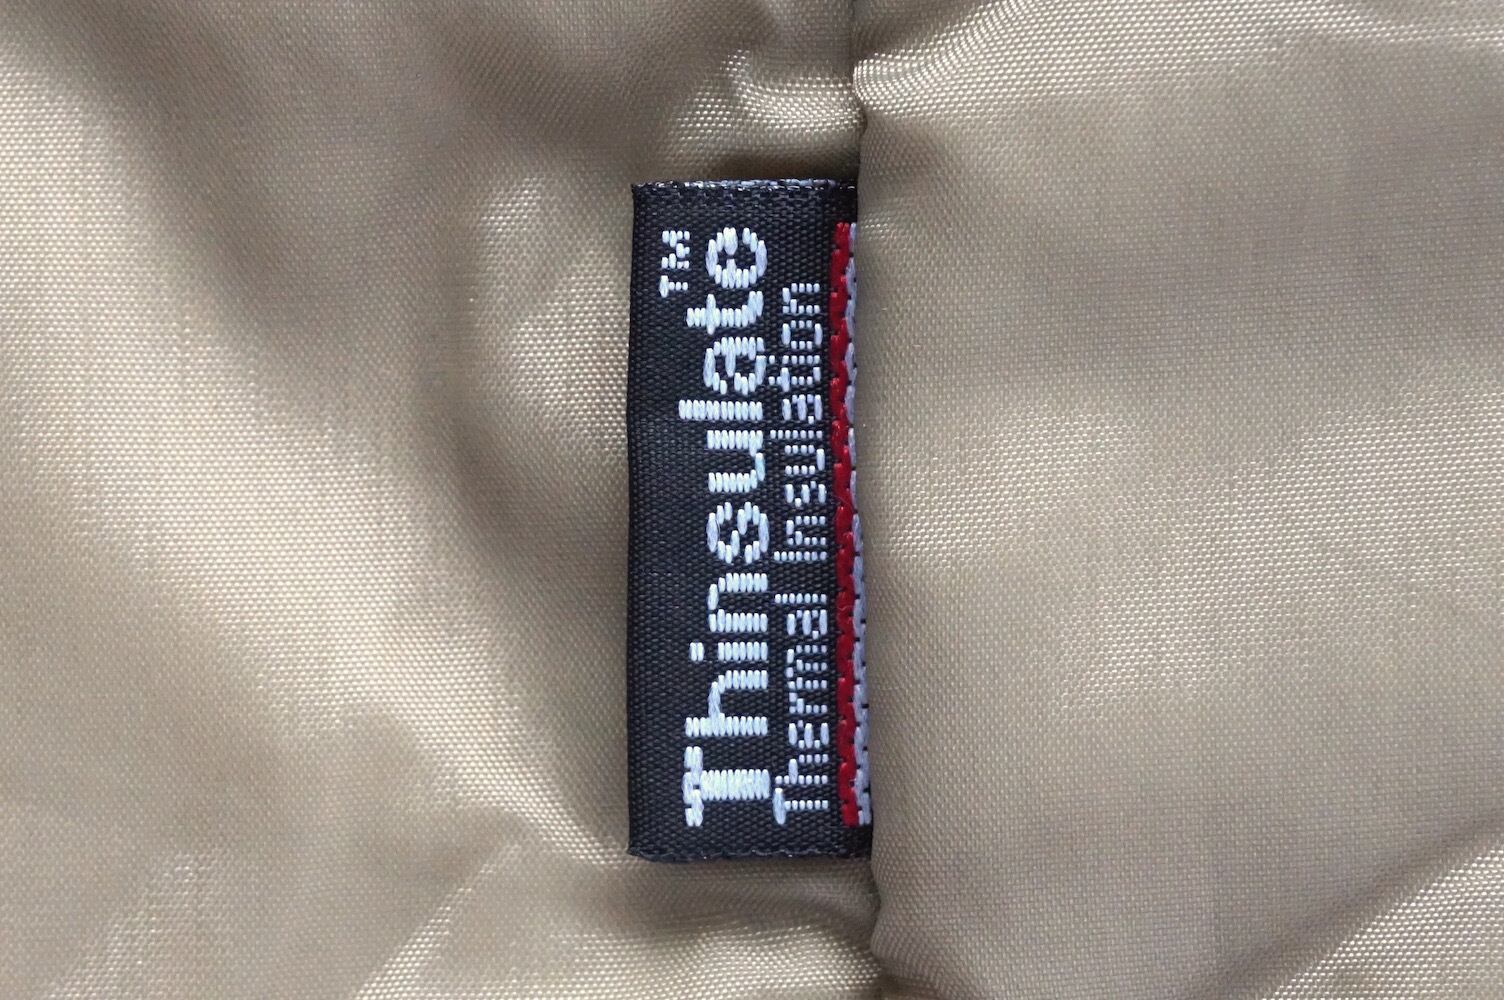 Thinsulate™
Thermal Insulation